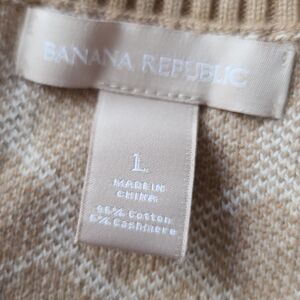 BANANA REPUBLIC
L
MADE IN
CHINA
95% Cotton
5% Cashmere